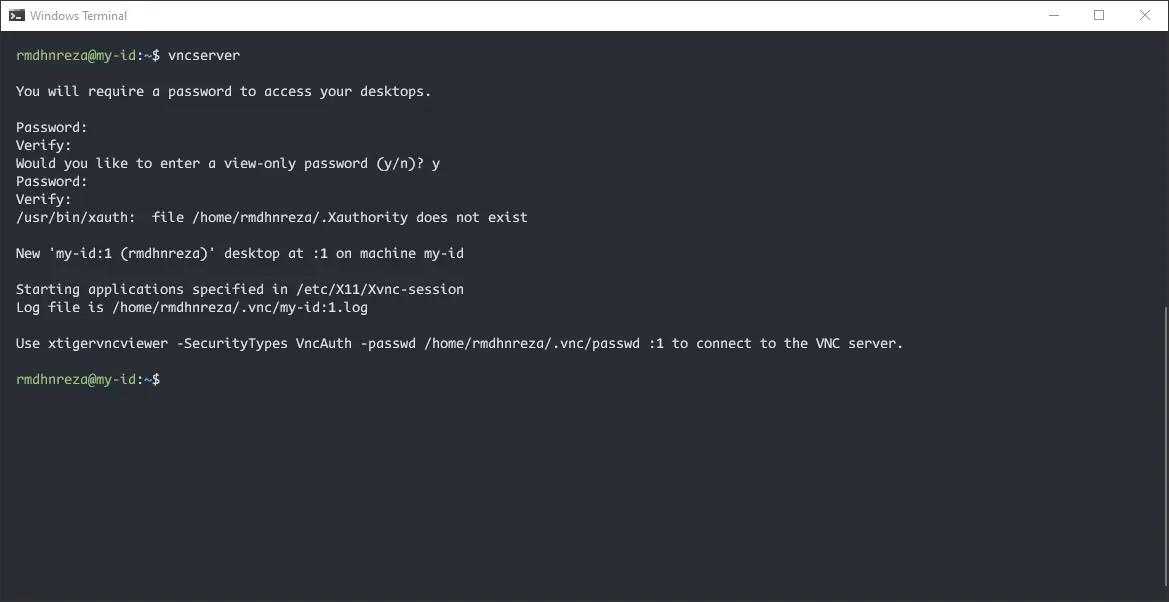 Windows Terminal
rmdhnreza@my-id:~$ vncserver
You will require a password to access your desktops.
Password:
Verify:
Would you like to enter a view-only password (y/n)? y
Password:
Verify:
/usr/bin/xauth:  file /home/rmdhnreza/.Xauthority does not exist
New 'my-id:1 (rmdhnreza)' desktop at :1 on machine my-id
Starting applications specified in /etc/X11/Xvnc-session
Log file is /home/rmdhnreza/.vnc/my-id:1.log
Use xtigervncviewer -SecurityTypes VncAuth -passwd /home/rmdhnreza/.vnc/passwd :1 to connect to the VNC server.
rmdhnreza@my-id:~$